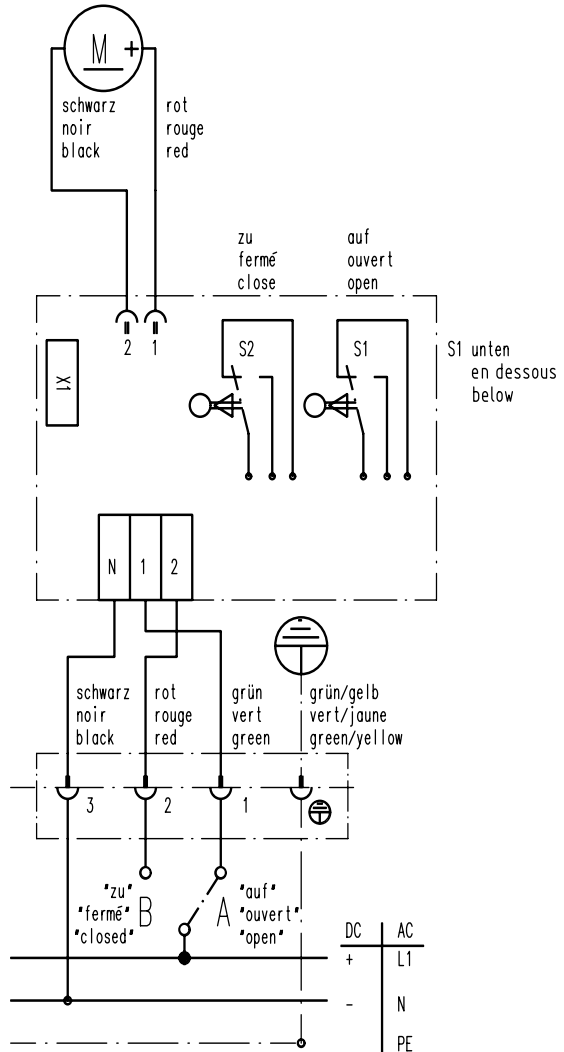 M +
schwarz
noir
black
rot
rouge
red
zu
fermé
close
auf
ouvert
open
2 1
S2
S1
S1 unten
en dessous
below
X1
N 1 2
schwarz
noir
black
rot
rouge
red
grün
vert
green
grün/gelb
vert/jaune
green/yellow
3 2 1
"zu"
"fermé"
"closed"
B
A
"auf"
"ouvert"
"open"
DC AC
+ L1
- N
PE